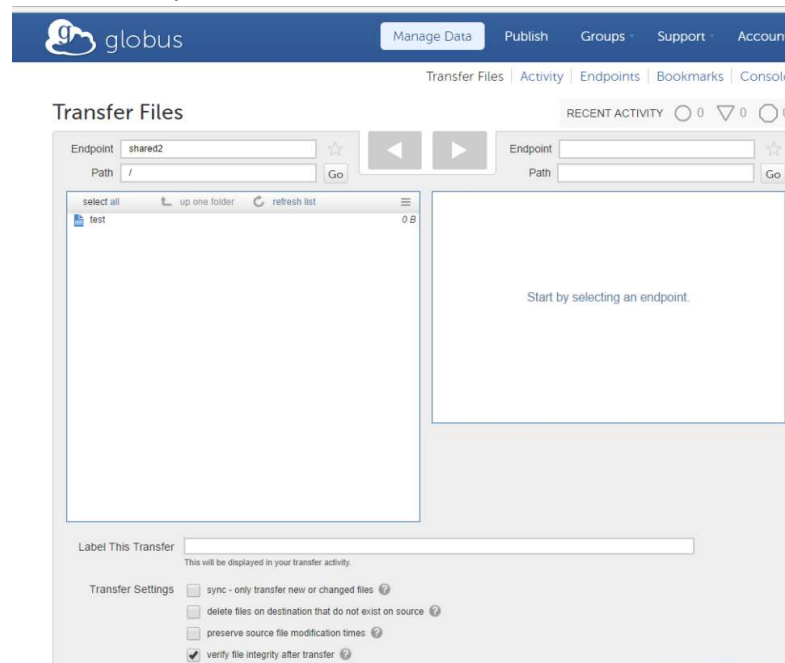 globus
Manage Data Publish Groups Support Accoun
Transfer Files Activity Endpoints Bookmarks Console
Transfer Files
RECENT ACTIVITY 0 0 0
Endpoint shared2
Path / Go
Endpoint
Path Go
select all up one folder refresh list
test 0 B
Start by selecting an endpoint.
Label This Transfer
This will be displayed in your transfer activity.
Transfer Settings
sync - only transfer new or changed files ?
delete files on destination that do not exist on source ?
preserve source file modification times ?
verify file integrity after transfer ?